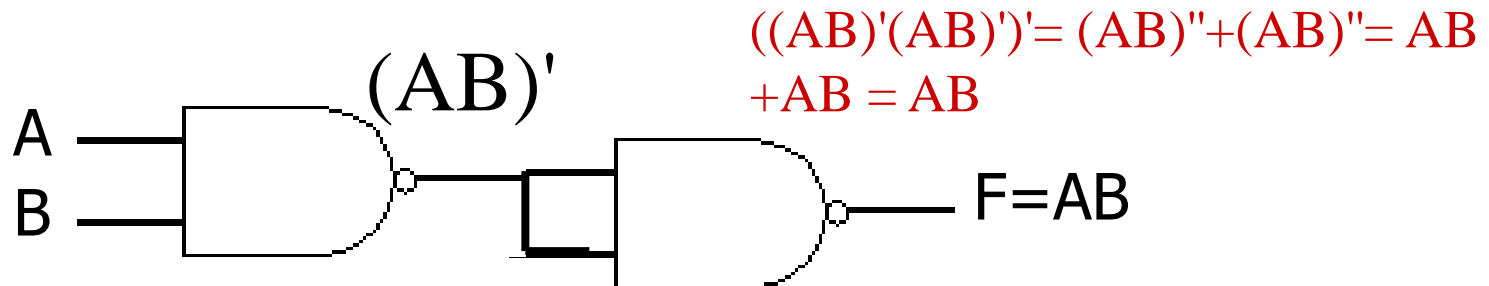 ((AB)'(AB)')'= (AB)''+(AB)''= AB
+AB = AB
(AB)'
A
B
F=AB